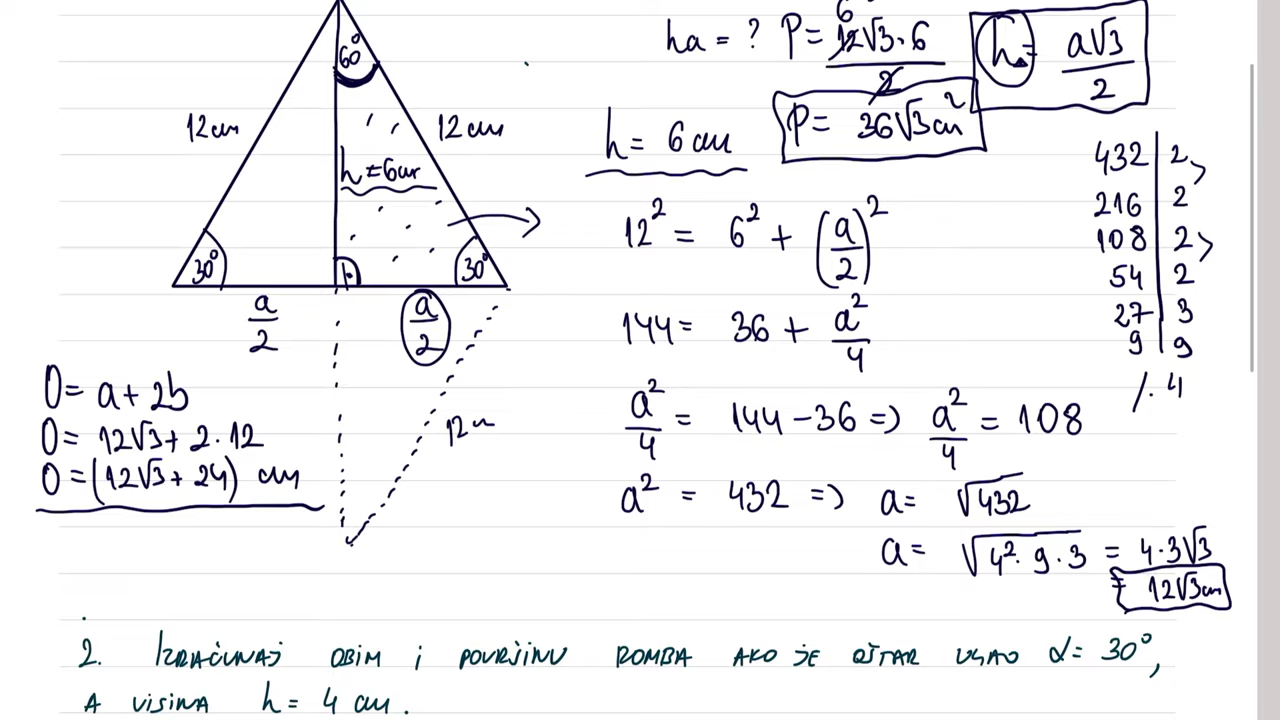 60°
12 cm
12 cm
h = 6 cm
30°
30°
a/2
a/2
12
O = a + 2b
O = 12√3 + 2 · 12
O = (12√3 + 24) cm
ha = ? P = 12√3 · 6 / 2
6
h = a√3 / 2
P = 36√3 cm²
h = 6 cm
12² = 6² + (a/2)²
144 = 36 + a²/4
a²/4 = 144 − 36 => a²/4 = 108 /· 4
a² = 432 => a = √432
a = √4² · 9 · 3 = 4 · 3√3
= 12√3 cm
432 | 2
216 | 2
108 | 2
54 | 2
27 | 3
9 | 9
2. IZRAČUNAJ OBIM I POVRŠINU ROMBA AKO JE OŠTAR UGAO α = 30°,
A VISINA h = 4 cm.